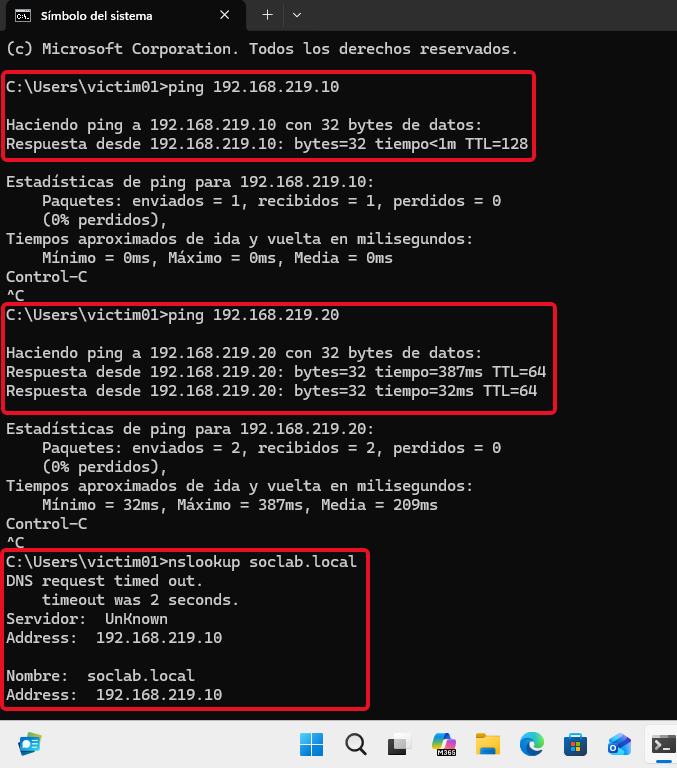 Símbolo del sistema
(c) Microsoft Corporation. Todos los derechos reservados.
C:\Users\victim01>ping 192.168.219.10
Haciendo ping a 192.168.219.10 con 32 bytes de datos:
Respuesta desde 192.168.219.10: bytes=32 tiempo<1m TTL=128
Estadísticas de ping para 192.168.219.10:
Paquetes: enviados = 1, recibidos = 1, perdidos = 0
(0% perdidos),
Tiempos aproximados de ida y vuelta en milisegundos:
Mínimo = 0ms, Máximo = 0ms, Media = 0ms
Control-C
^C
C:\Users\victim01>ping 192.168.219.20
Haciendo ping a 192.168.219.20 con 32 bytes de datos:
Respuesta desde 192.168.219.20: bytes=32 tiempo=387ms TTL=64
Respuesta desde 192.168.219.20: bytes=32 tiempo=32ms TTL=64
Estadísticas de ping para 192.168.219.20:
Paquetes: enviados = 2, recibidos = 2, perdidos = 0
(0% perdidos),
Tiempos aproximados de ida y vuelta en milisegundos:
Mínimo = 32ms, Máximo = 387ms, Media = 209ms
Control-C
^C
C:\Users\victim01>nslookup soclab.local
DNS request timed out.
timeout was 2 seconds.
Servidor:  UnKnown
Address:  192.168.219.10
Nombre:  soclab.local
Address:  192.168.219.10
M365